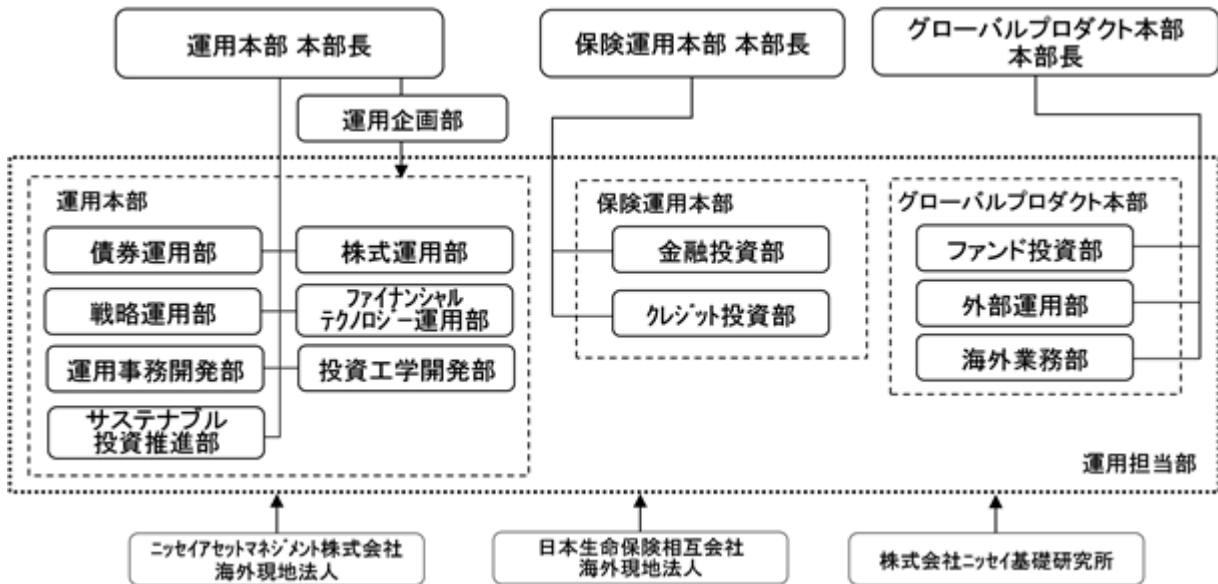 運用本部 本部長
保険運用本部 本部長
グローバルプロダクト本部
本部長
運用企画部
運用本部
債券運用部
株式運用部
戦略運用部
ファイナンシャル
テクノロジー運用部
運用事務開発部
投資工学開発部
サステナブル
投資推進部
保険運用本部
金融投資部
クレジット投資部
グローバルプロダクト本部
ファンド投資部
外部運用部
海外業務部
運用担当部
ニッセイアセットマネジメント株式会社
海外現地法人
日本生命保険相互会社
海外現地法人
株式会社ニッセイ基礎研究所